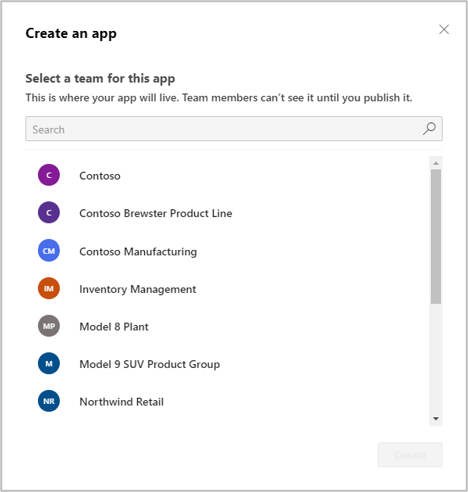 Create an app
Select a team for this app
This is where your app will live. Team members can't see it until you publish it.
Search
C Contoso
C Contoso Brewster Product Line
CM Contoso Manufacturing
IM Inventory Management
MP Model 8 Plant
M Model 9 SUV Product Group
NR Northwind Retail
Create